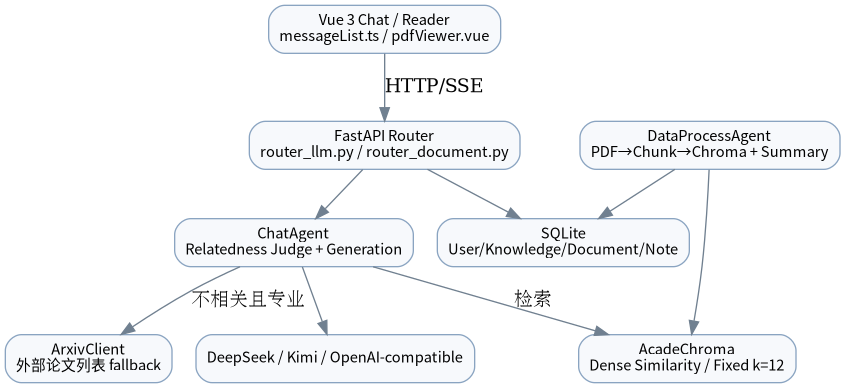 Vue 3 Chat / Reader
messageList.ts / pdfViewer.vue
HTTP/SSE
FastAPI Router
router_llm.py / router_document.py
DataProcessAgent
PDF→Chunk→Chroma + Summary
ChatAgent
Relatedness Judge + Generation
SQLite
User/Knowledge/Document/Note
不相关且专业
检索
ArxivClient
外部论文列表 fallback
DeepSeek / Kimi / OpenAI-compatible
AcadeChroma
Dense Similarity / Fixed k=12